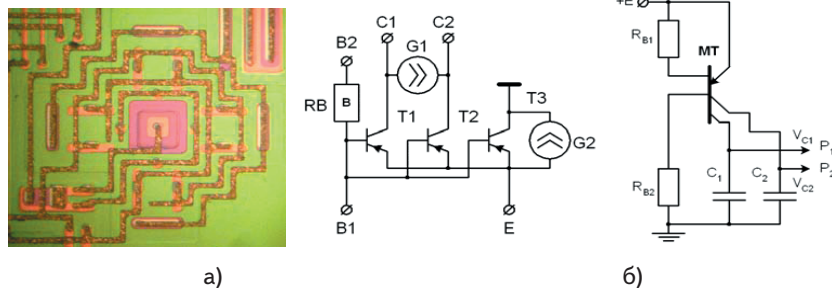 C1 C2
B2 G1
RB B T1 T2 T3
G2
B1 E
+E
R_B1 MT
V_C1 P_1
C_1 C_2 P_2
R_B2 V_C2
а) б)